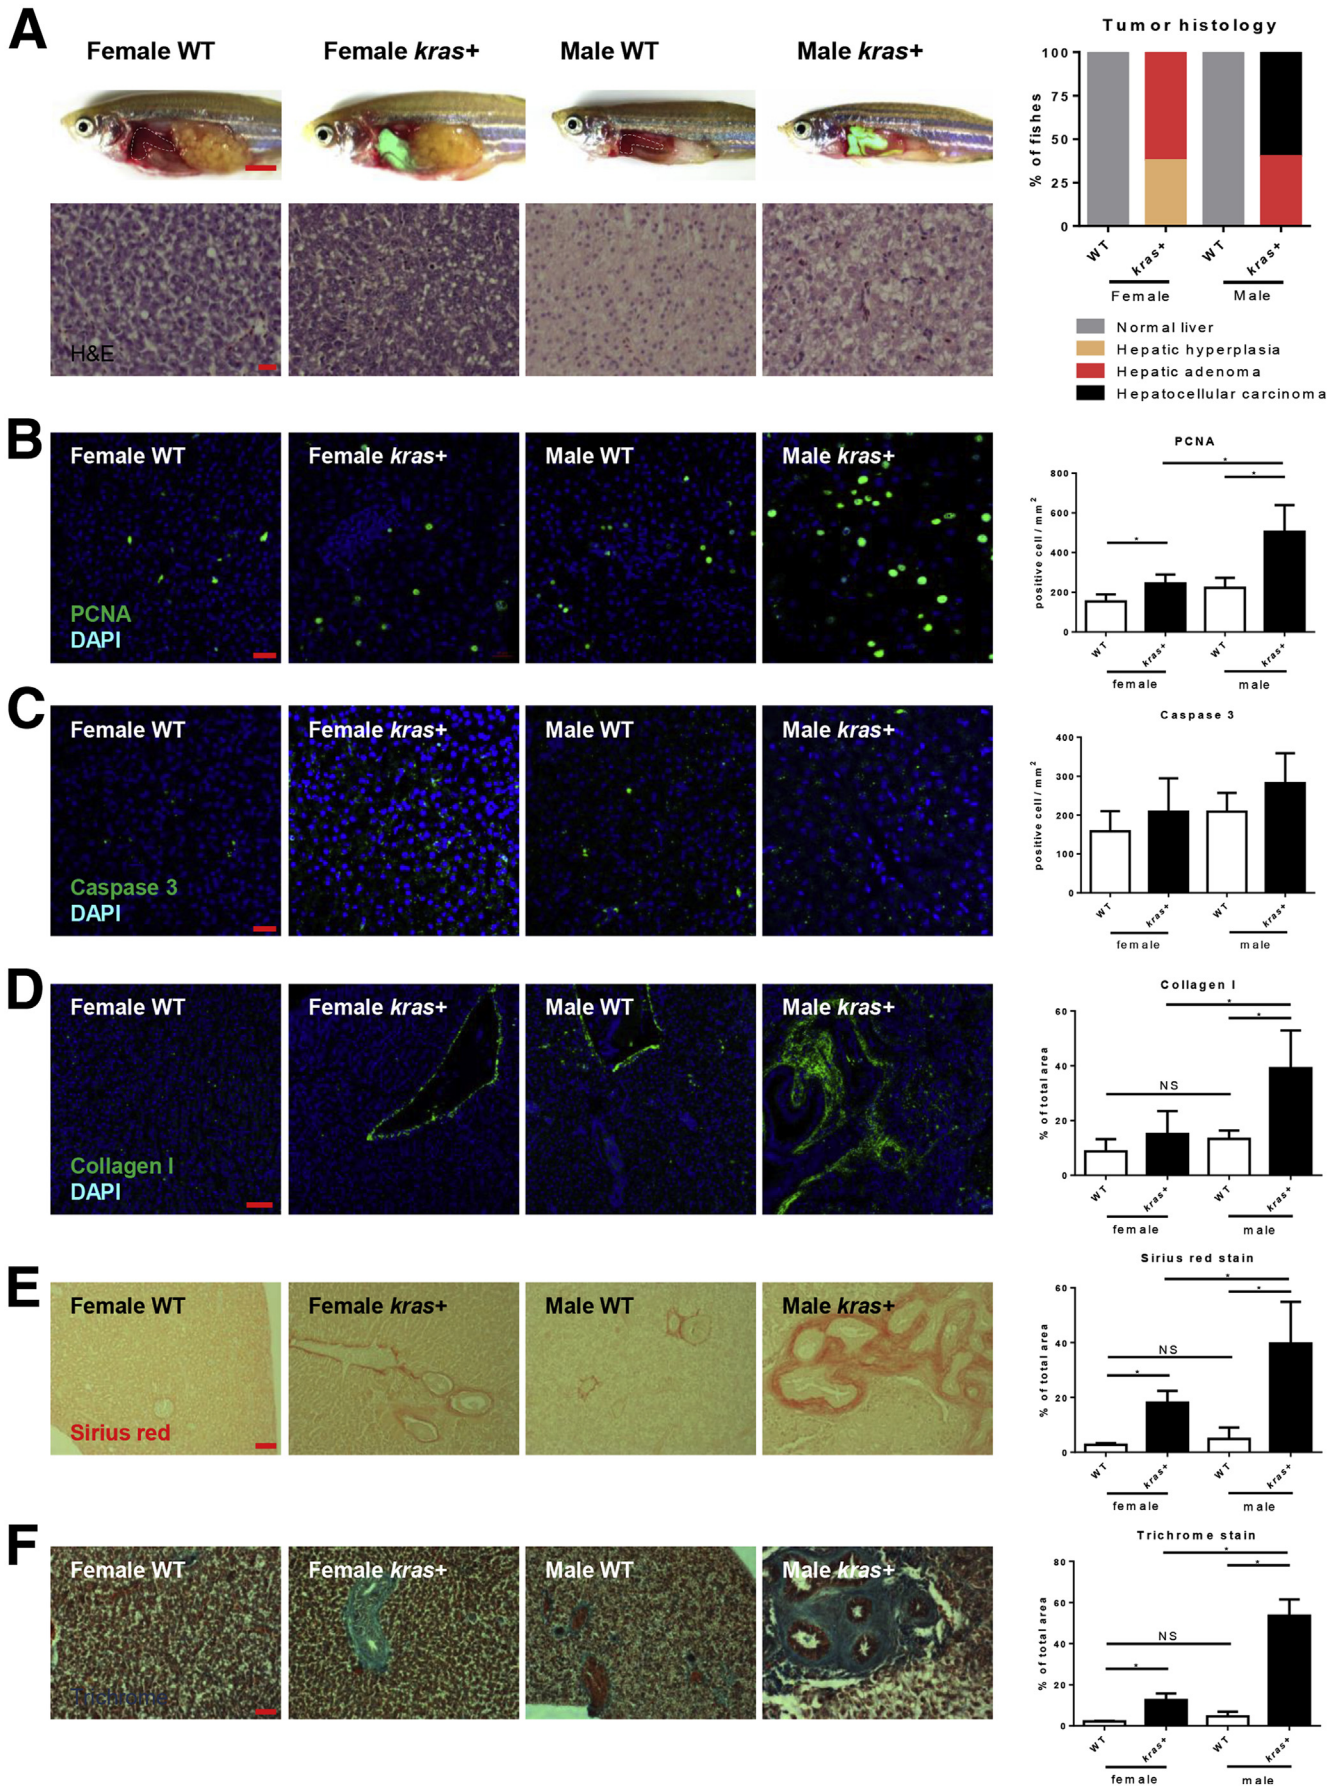 A
Female WT
Female kras+
Male WT
Male kras+
H&E
Tumor histology
% of fishes
100
75
50
25
0
WT
kras+
WT
kras+
Female
Male
Normal liver
Hepatic hyperplasia
Hepatic adenoma
Hepatocellular carcinoma
B
Female WT
Female kras+
Male WT
Male kras+
PCNA
DAPI
PCNA
positive cell / mm2
800
600
400
200
0
*
*
*
WT
kras+
WT
kras+
female
male
C
Female WT
Female kras+
Male WT
Male kras+
Caspase 3
DAPI
Caspase 3
positive cell / mm2
400
300
200
100
0
WT
kras+
WT
kras+
female
male
D
Female WT
Female kras+
Male WT
Male kras+
Collagen I
DAPI
Collagen I
% of total area
60
40
20
0
*
*
NS
WT
kras+
WT
kras+
female
male
E
Female WT
Female kras+
Male WT
Male kras+
Sirius red
Sirius red stain
% of total area
60
40
20
0
*
*
NS
*
WT
kras+
WT
kras+
female
male
F
Female WT
Female kras+
Male WT
Male kras+
Trichrome
Trichrome stain
% of total area
80
60
40
20
0
*
*
NS
*
WT
kras+
WT
kras+
female
male